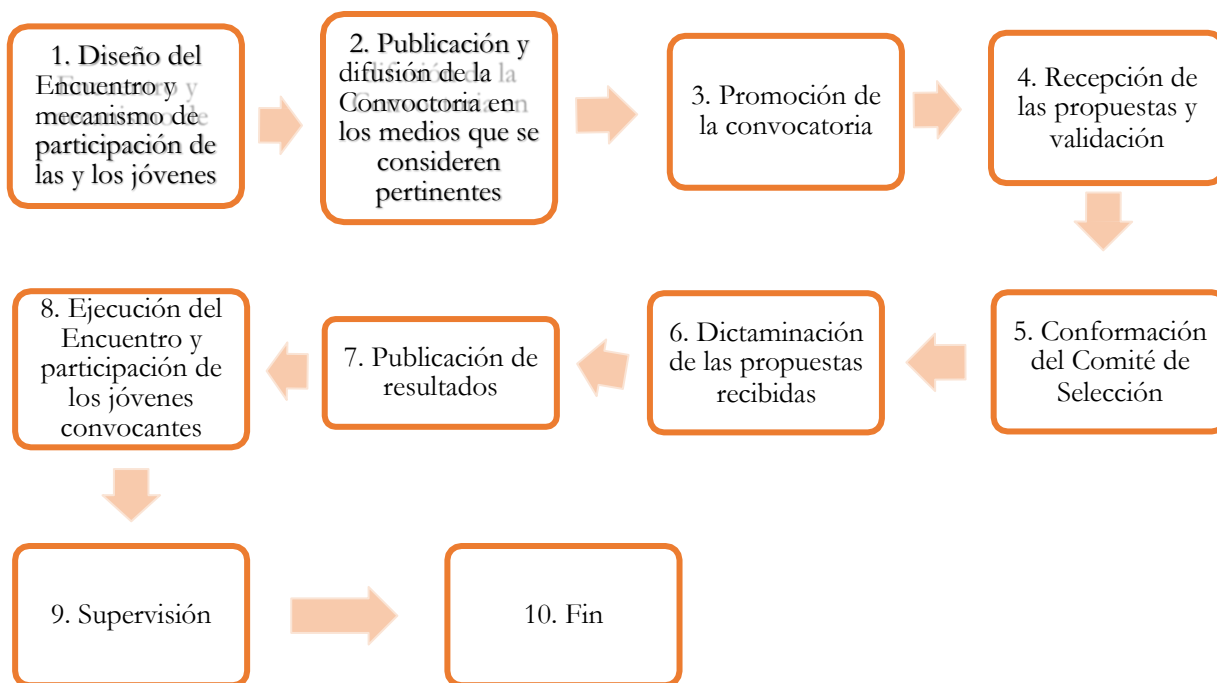 1. Diseño del
Encuentro y
mecanismo de
participación de
las y los jóvenes
2. Publicación y
difusión de la
Convoctoria en
los medios que se
consideren
pertinentes
3. Promoción de
la convocatoria
4. Recepción de
las propuestas y
validación
5. Conformación
del Comité de
Selección
6. Dictaminación
de las propuestas
recibidas
7. Publicación de
resultados
8. Ejecución del
Encuentro y
participación de
los jóvenes
convocantes
9. Supervisión
10. Fin